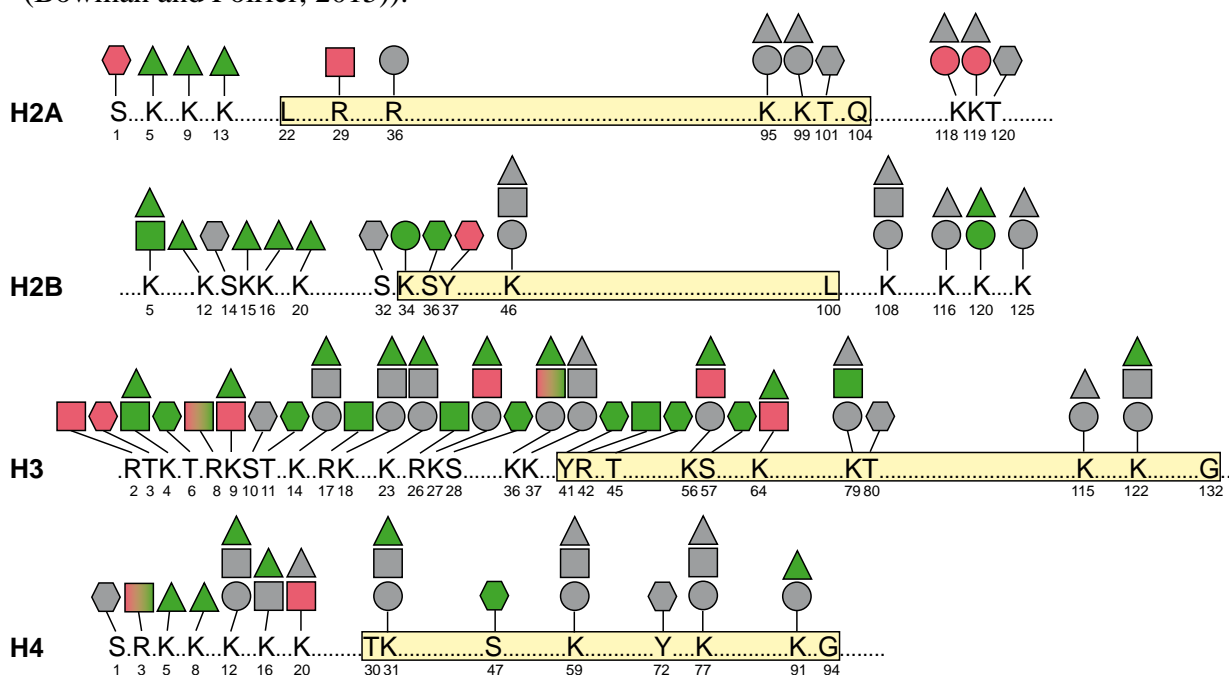 (Bowman and Poirier, 2015)).
H2A S...K...K...K..........L......R......R...............................................K...K.T..Q...............KKT.........
1 5 9 13 22 29 36 95 99 101 104 118 119 120
H2B ....K.......K.SKK...K...........S.K.SY........K..............................................L.......K.......K...K....K
5 12 14 15 16 20 32 34 36 37 46 100 108 116 120 125
H3 .RTK.T.RKST..K..RK....K..RKS........KK...YR..T.........KS.....K............KT..............................K......K.........G.
2 3 4 6 8 9 10 11 14 17 18 23 26 27 28 36 37 41 42 45 56 57 64 79 80 115 122 132
H4 S.R.K...K....K....K....K.........TK............S..........K...........Y....K............K..G........
1 3 5 8 12 16 20 30 31 47 59 72 77 91 94